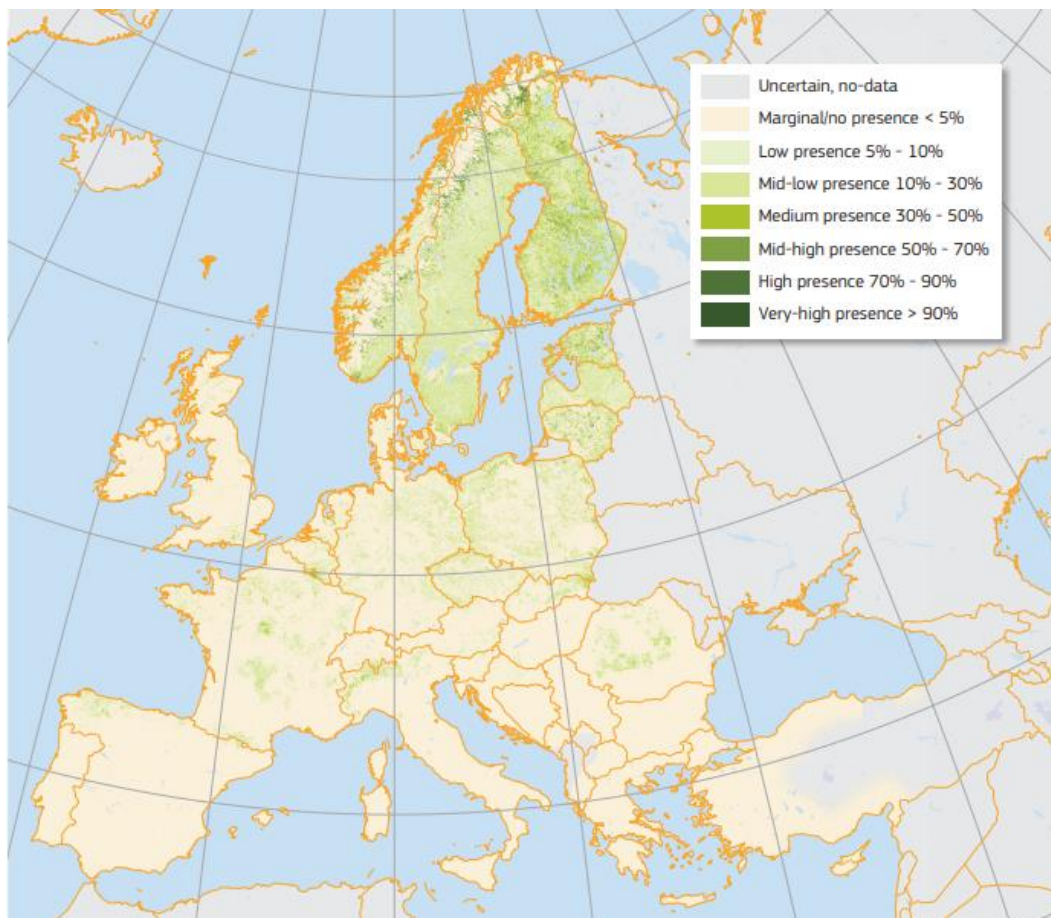 Uncertain, no-data
Marginal/no presence < 5%
Low presence 5% - 10%
Mid-low presence 10% - 30%
Medium presence 30% - 50%
Mid-high presence 50% - 70%
High presence 70% - 90%
Very-high presence > 90%